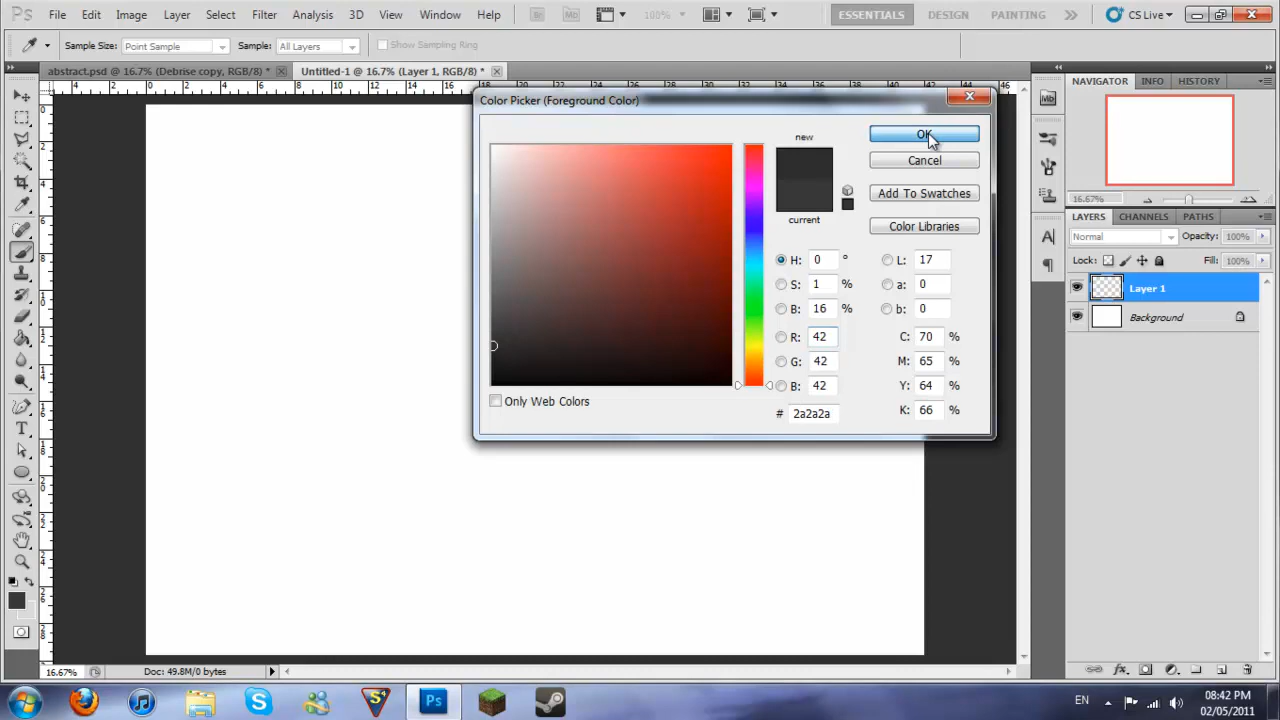 Ps File Edit Image Layer Select Filter Analysis 3D View Window Help Br Mb 100% ESSENTIALS DESIGN PAINTING CS Live
Sample Size: Point Sample Sample: All Layers Show Sampling Ring
abstract.psd @ 16.7% (Debrise copy, RGB/8) * Untitled-1 @ 16.7% (Layer 1, RGB/8) *
Color Picker (Foreground Color)
new
current
OK
Cancel
Add To Swatches
Color Libraries
H: 0 ° L: 17
S: 1 % a: 0
B: 16 % b: 0
R: 42 C: 70 %
G: 42 M: 65 %
B: 42 Y: 64 %
# 2a2a2a K: 66 %
Only Web Colors
NAVIGATOR INFO HISTORY
16.67%
LAYERS CHANNELS PATHS
Normal Opacity: 100%
Lock: Fill: 100%
Layer 1
Background
16.67% Doc: 49.8M/0 bytes
Ps EN 08:42 PM
02/05/2011